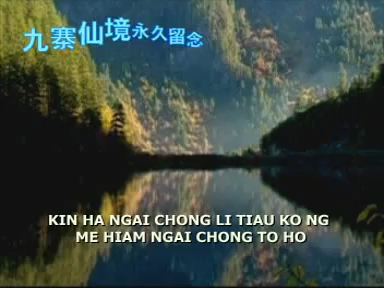 九寨仙境永久留念
KIN HA NGAI CHONG LI TIAU KO NG
ME HIAM NGAI CHONG TO HO